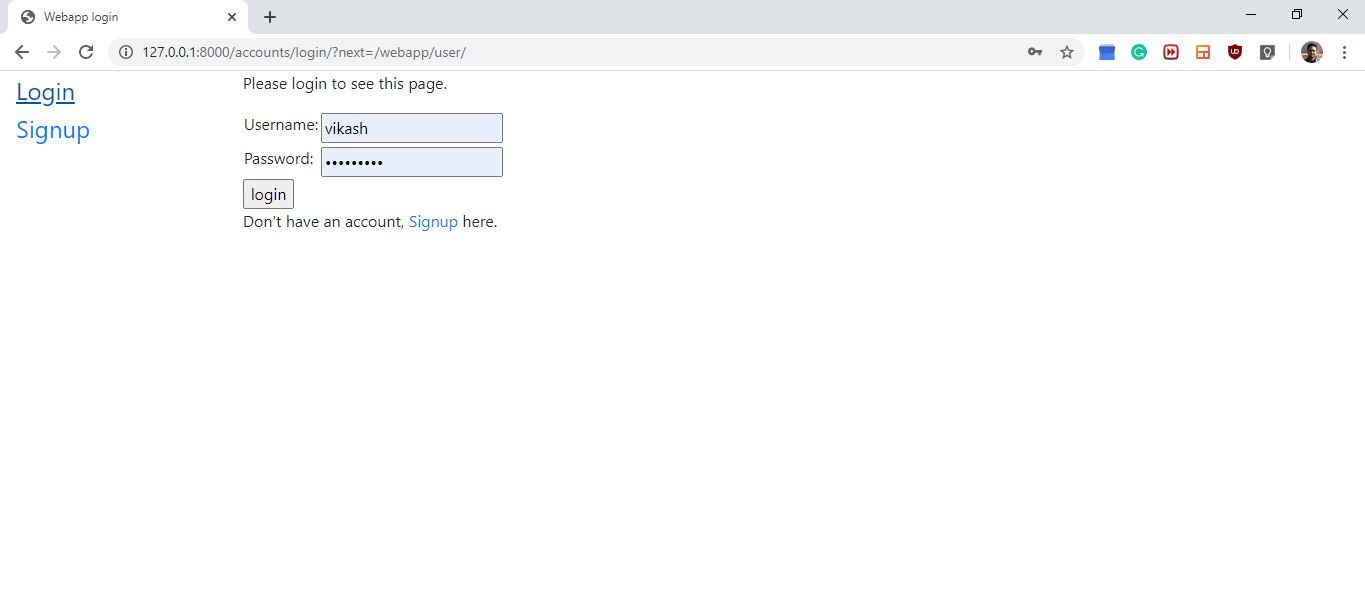 Webapp login
127.0.0.1:8000/accounts/login/?next=/webapp/user/
Login
Signup
Please login to see this page.
Username: vikash
Password: •••••••••
login
Don't have an account, Signup here.